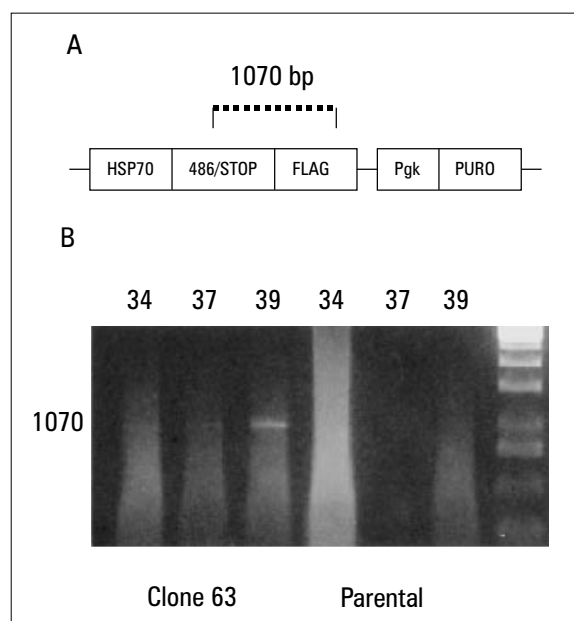 A
1070 bp
HSP70 486/STOP FLAG Pgk PURO
B
34 37 39 34 37 39
1070
Clone 63 Parental